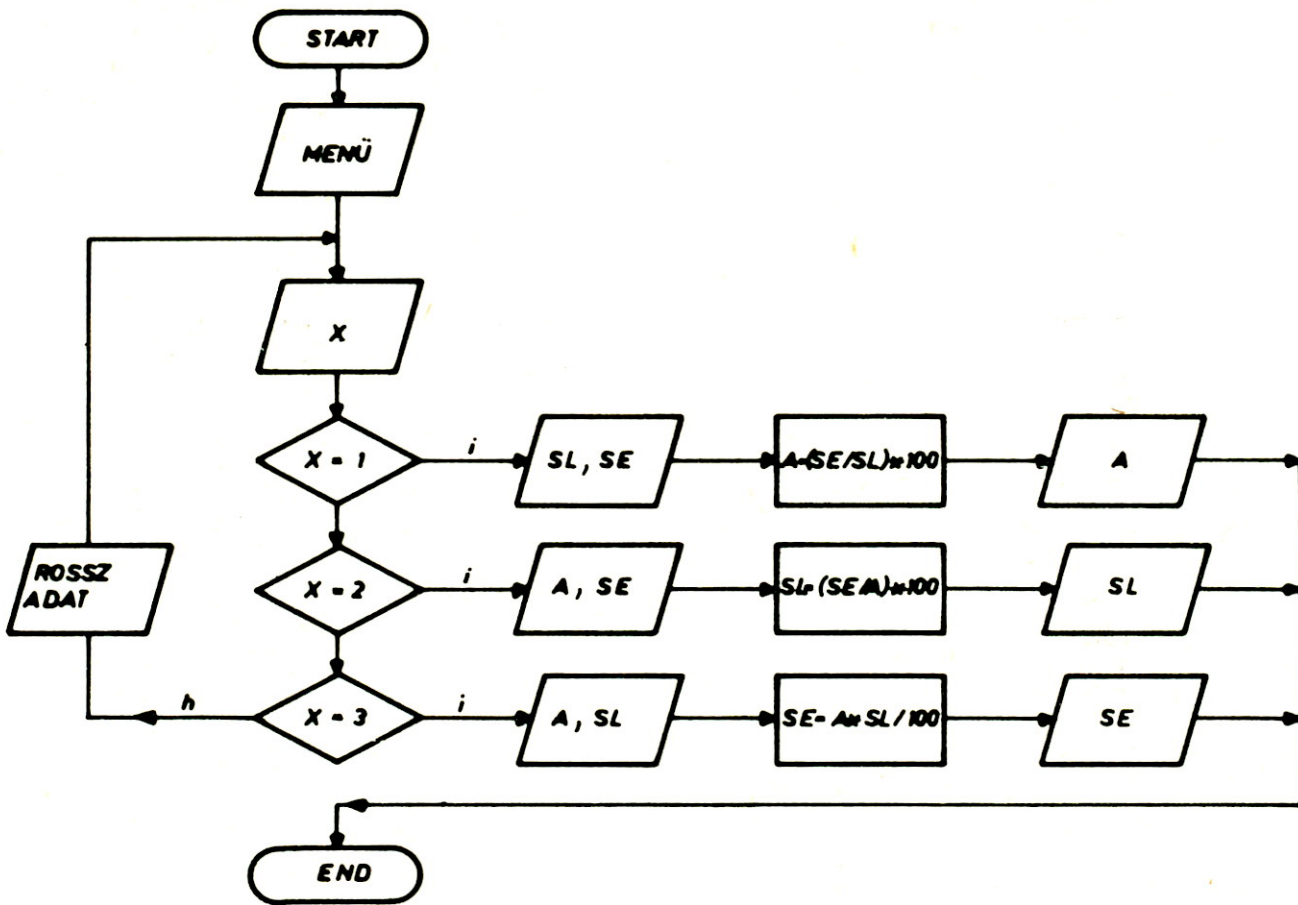 START
MENÜ
X
X = 1
i
SL, SE
A=(SE/SL)*100
A
X = 2
i
A, SE
SL=(SE/A)*100
SL
ROSSZ
ADAT
h
X = 3
i
A, SL
SE=A*SL/100
SE
END